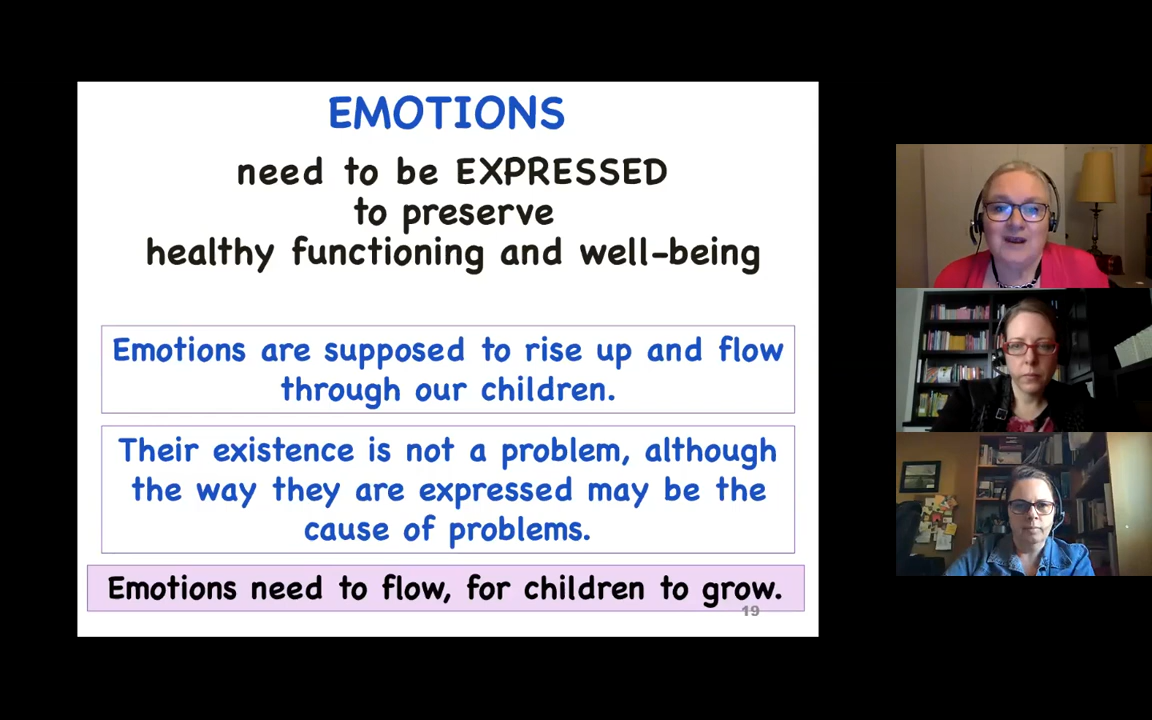 EMOTIONS
need to be EXPRESSED
to preserve
healthy functioning and well-being
Emotions are supposed to rise up and flow
through our children.
Their existence is not a problem, although
the way they are expressed may be the
cause of problems.
Emotions need to flow, for children to grow.
19